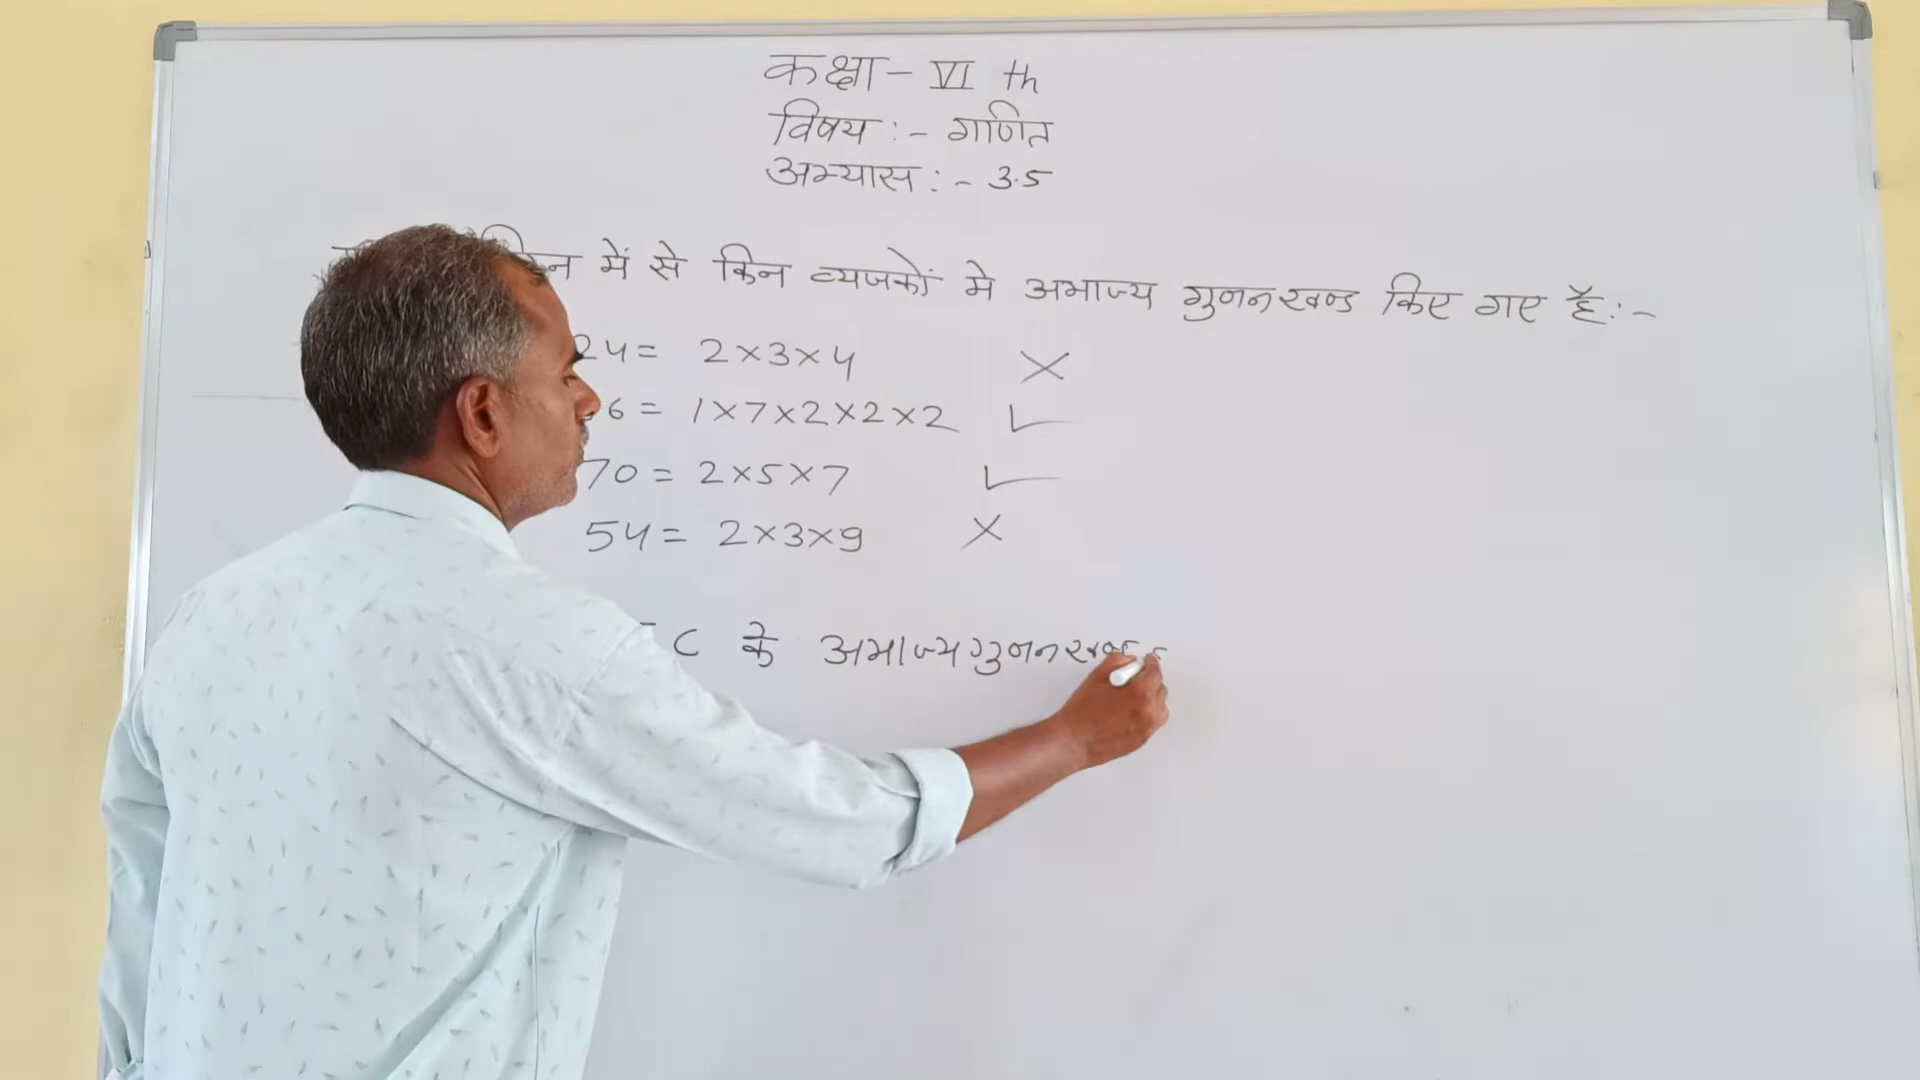 कक्षा - VI th
विषय :- गणित
अभ्यास :- 3.5
में से किन व्यजकों मे अभाज्य गुणनखण्ड किए गए है :-
24 = 2×3×4 ×
6 = 1×7×2×2×2 ✓
70 = 2×5×7 ✓
54 = 2×3×9 ×
के अभाज्य गुणनखण्ड